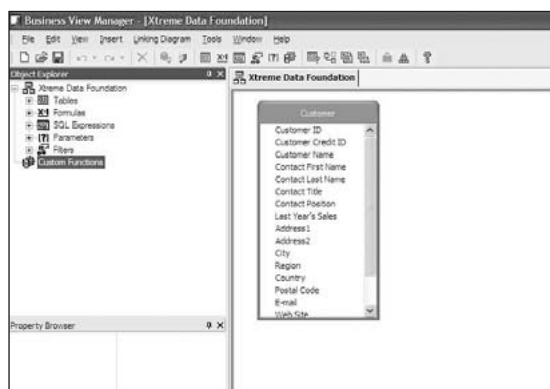 Business View Manager - [Xtreme Data Foundation]
File Edit View Insert Linking Diagram Tools Window Help
Object Explorer
Xtreme Data Foundation
Xtreme Data Foundation
Tables
Formulas
SQL Expressions
Parameters
Filters
Custom Functions
Customer
Customer ID
Customer Credit ID
Customer Name
Contact First Name
Contact Last Name
Contact Title
Contact Position
Last Year's Sales
Address1
Address2
City
Region
Country
Postal Code
E-mail
Web Site
Property Browser